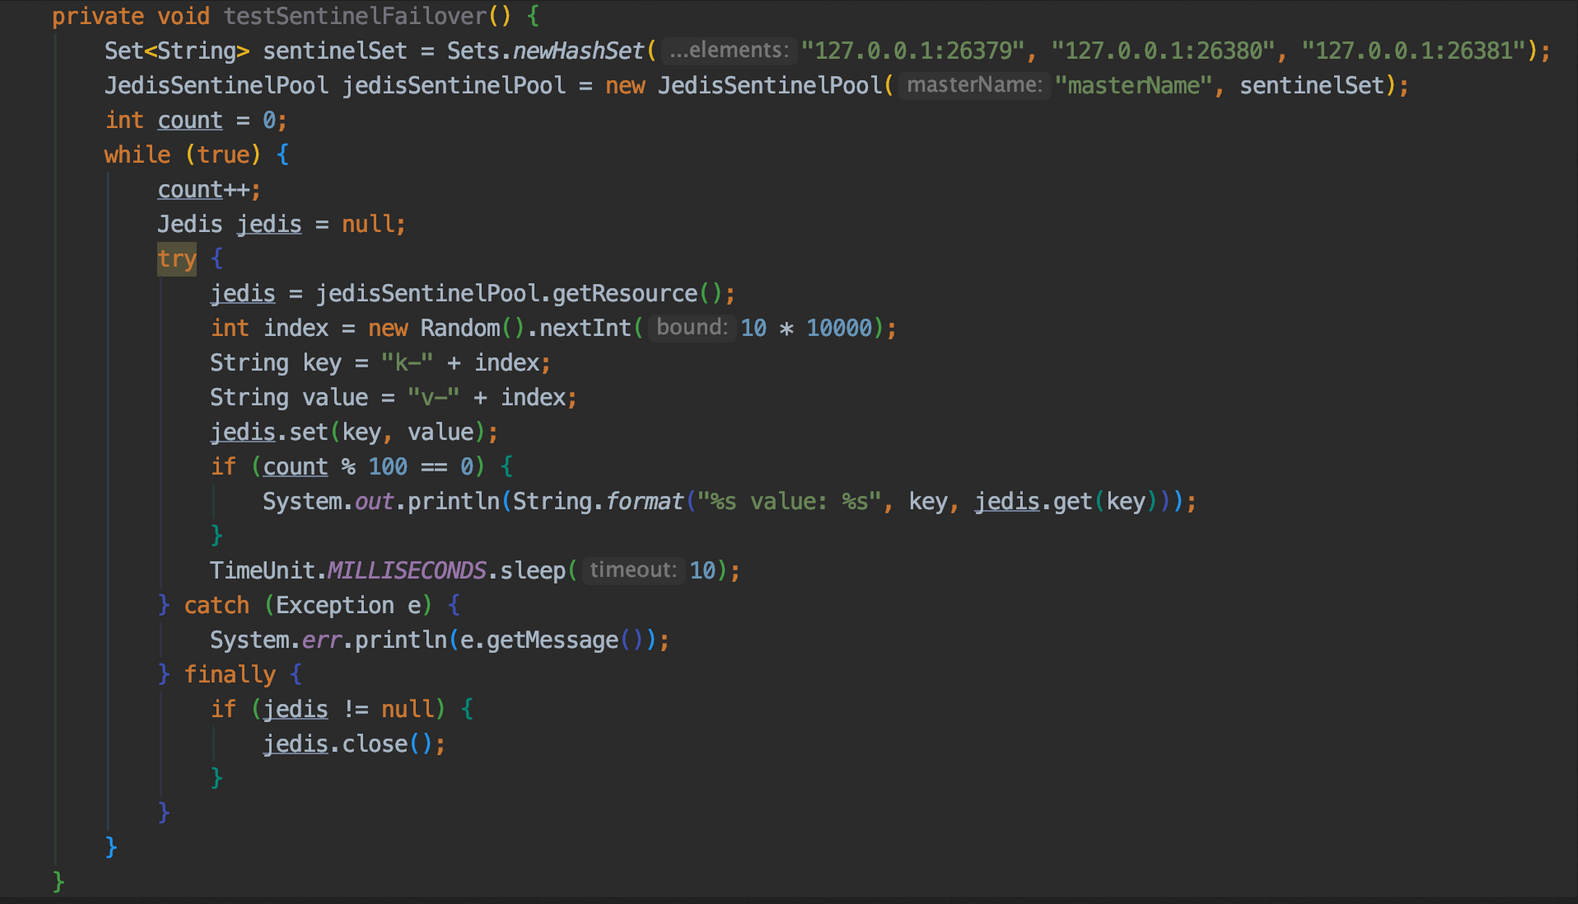 private void testSentinelFailover() {
    Set<String> sentinelSet = Sets.newHashSet( ...elements: "127.0.0.1:26379", "127.0.0.1:26380", "127.0.0.1:26381");
    JedisSentinelPool jedisSentinelPool = new JedisSentinelPool( masterName: "masterName", sentinelSet);
    int count = 0;
    while (true) {
        count++;
        Jedis jedis = null;
        try {
            jedis = jedisSentinelPool.getResource();
            int index = new Random().nextInt( bound: 10 * 10000);
            String key = "k-" + index;
            String value = "v-" + index;
            jedis.set(key, value);
            if (count % 100 == 0) {
                System.out.println(String.format("%s value: %s", key, jedis.get(key)));
            }
            TimeUnit.MILLISECONDS.sleep( timeout: 10);
        } catch (Exception e) {
            System.err.println(e.getMessage());
        } finally {
            if (jedis != null) {
                jedis.close();
            }
        }
    }
}